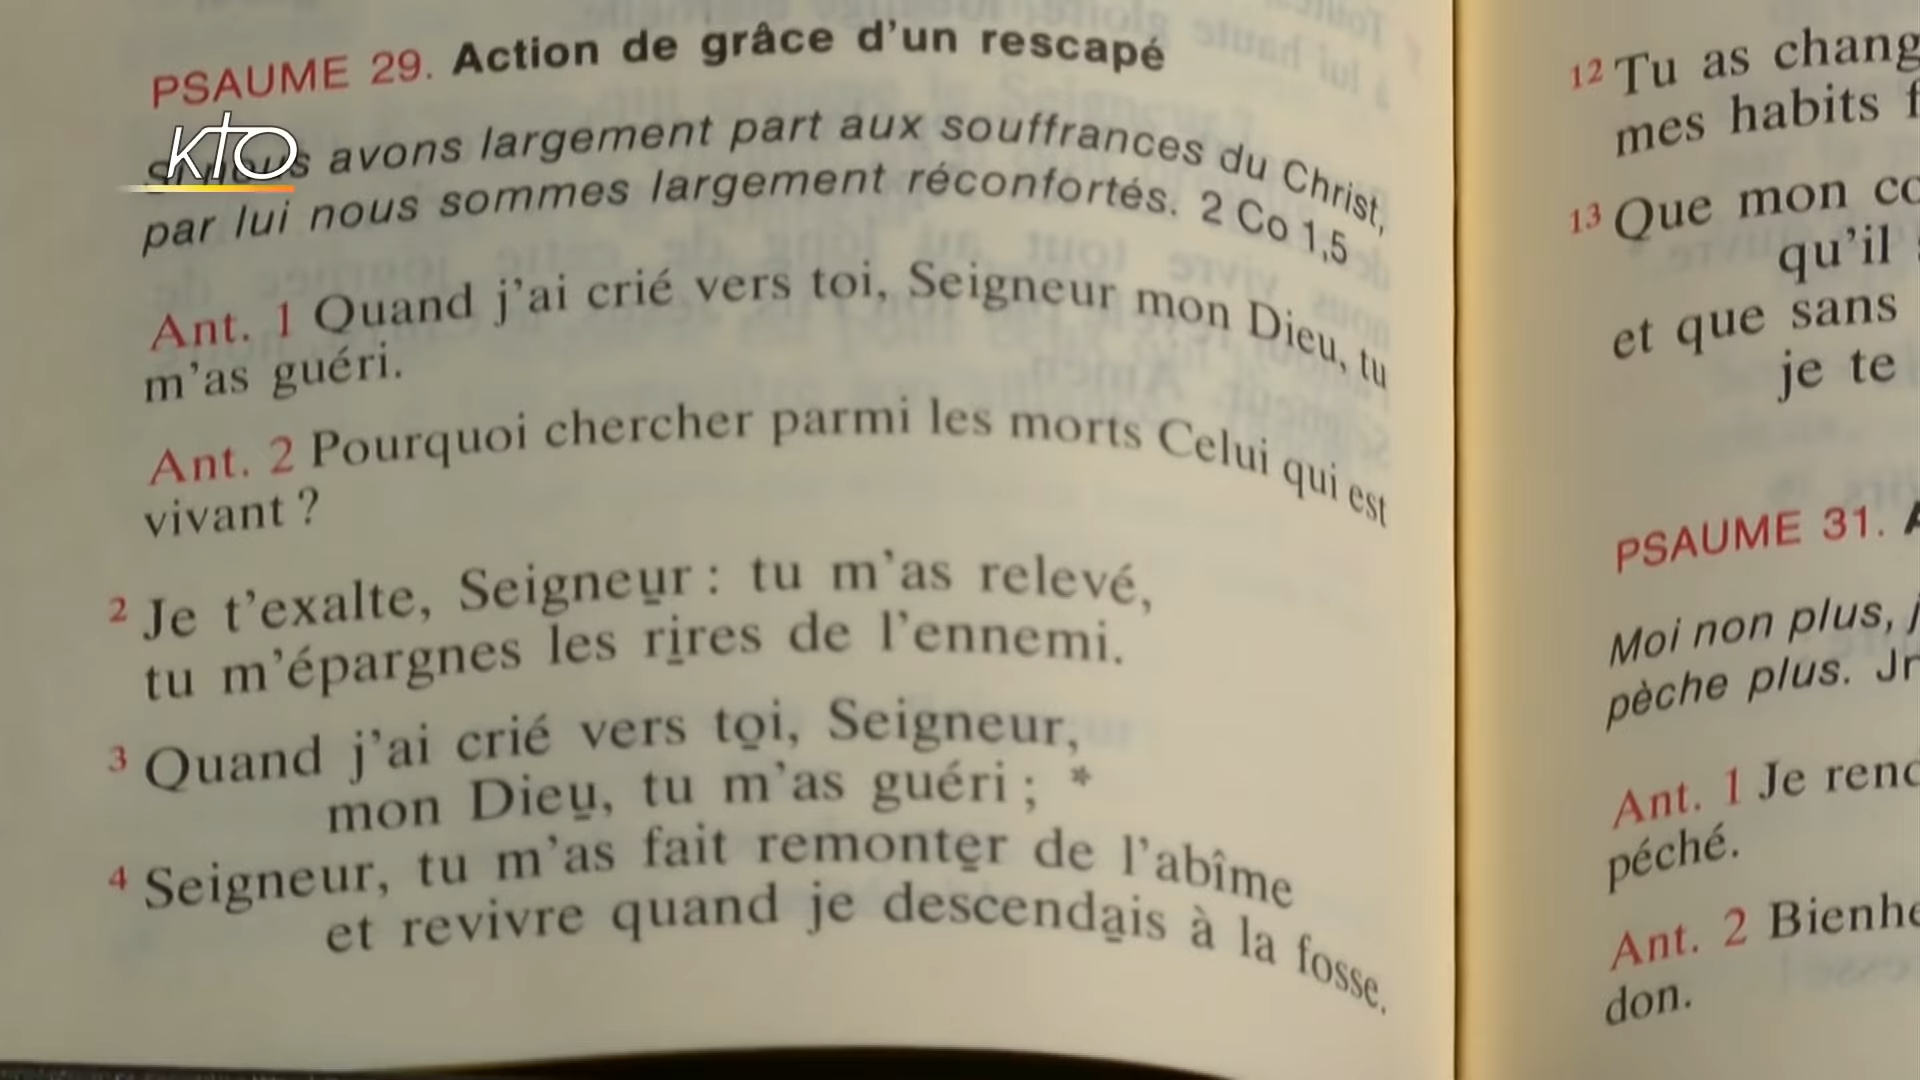 PSAUME 29. Action de grâce d'un rescapé
KTO
avons largement part aux souffrances du Christ,
par lui nous sommes largement réconfortés. 2 Co 1,5
Ant. 1 Quand j'ai crié vers toi, Seigneur mon Dieu, tu
m'as guéri.
Ant. 2 Pourquoi chercher parmi les morts Celui qui est
vivant ?
2 Je t'exalte, Seigneur : tu m'as relevé,
tu m'épargnes les rires de l'ennemi.
3 Quand j'ai crié vers toi, Seigneur,
mon Dieu, tu m'as guéri ; *
4 Seigneur, tu m'as fait remonter de l'abîme
et revivre quand je descendais à la fosse.
12 Tu as chang
mes habits f
13 Que mon co
qu'il
et que sans
je te
PSAUME 31. A
Moi non plus, j
pèche plus. Jn
Ant. 1 Je rend
péché.
Ant. 2 Bienhe
don.